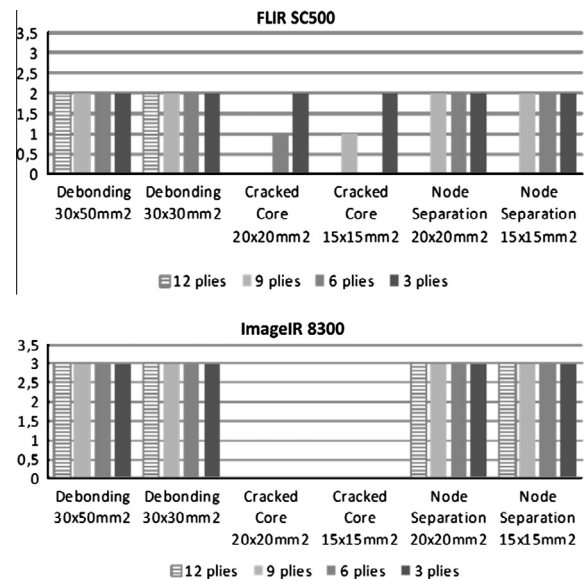 FLIR SC500
3,5
3
2,5
2
1,5
1
0,5
0
Debonding Debonding Cracked Cracked Node Node
30x50mm2 30x30mm2 Core Core Separation Separation
20x20mm2 15x15mm2 20x20mm2 15x15mm2
12 plies 9 plies 6 plies 3 plies
ImageIR 8300
3,5
3
2,5
2
1,5
1
0,5
0
Debonding Debonding Cracked Cracked Node Node
30x50mm2 30x30mm2 Core Core Separation Separation
20x20mm2 15x15mm2 20x20mm2 15x15mm2
12 plies 9 plies 6 plies 3 plies